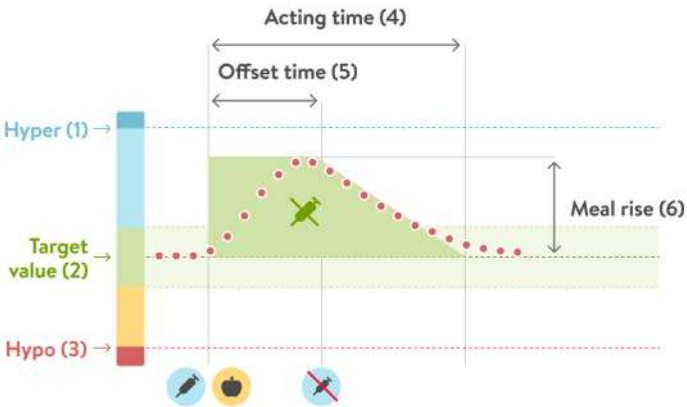 Acting time (4)
Offset time (5)
Hyper (1)
Meal rise (6)
Target
value (2)
Hypo (3)